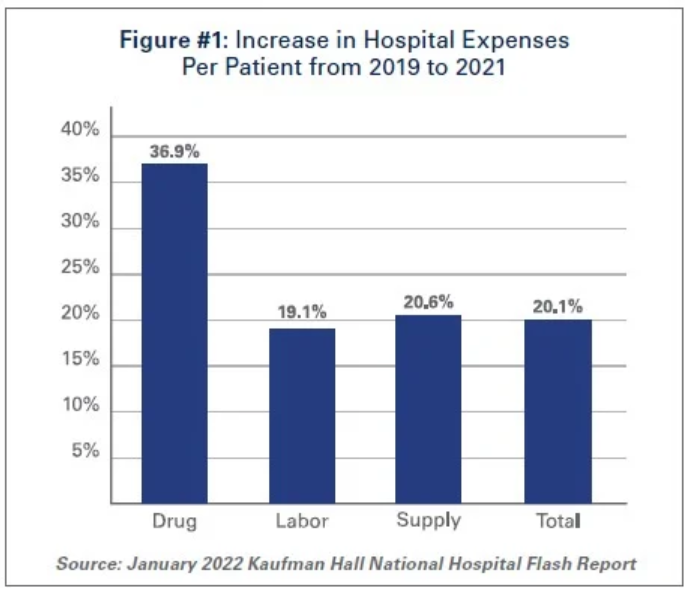 Figure #1: Increase in Hospital Expenses
Per Patient from 2019 to 2021
40%
35%
30%
25%
20%
15%
10%
5%
36.9%
19.1%
20.6%
20.1%
Drug
Labor
Supply
Total
Source: January 2022 Kaufman Hall National Hospital Flash Report